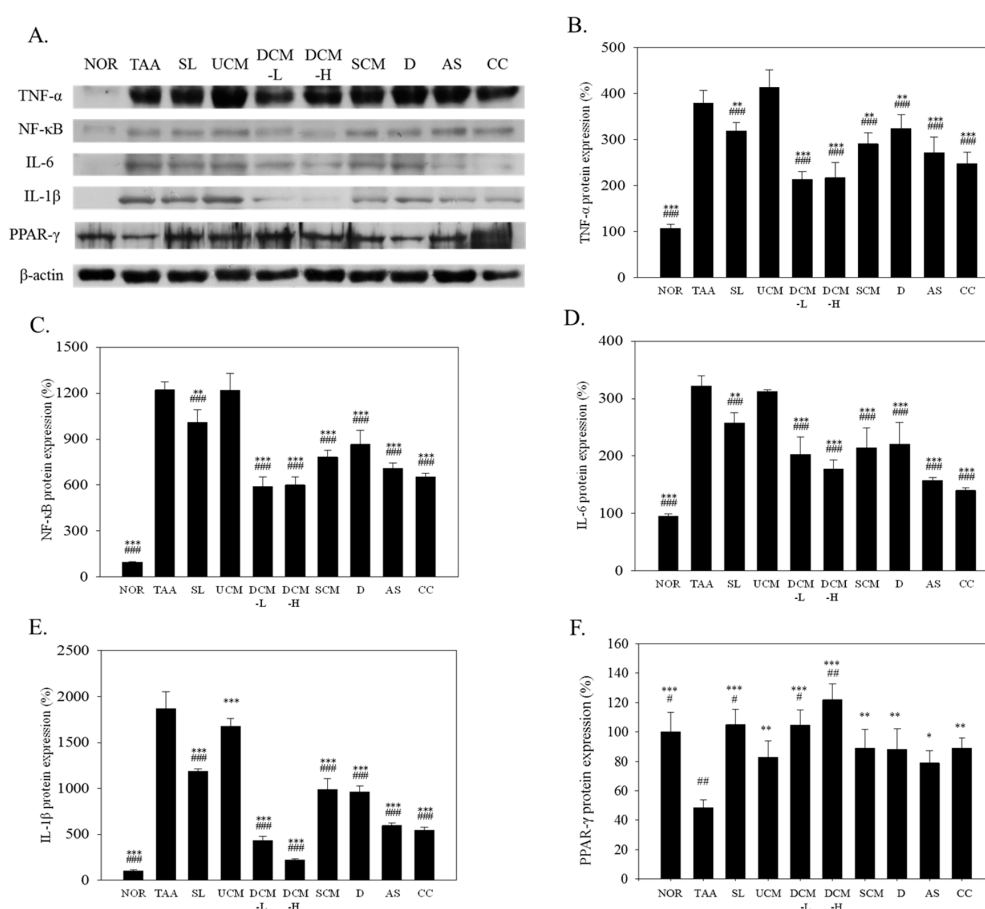 A.
NOR TAA SL UCM DCM-L DCM-H SCM D AS CC
TNF-α
NF-κB
IL-6
IL-1β
PPAR-γ
β-actin
B.
TNF-α protein expression (%)
500
400
300
200
100
0
*** ** *** *** ** ** *** ***
### ### ### ### ### ### ### ###
NOR TAA SL UCM DCM SCM D AS CC
-L
DCM
-H
C.
NF-κB protein expression (%)
1500
1200
900
600
300
0
*** ** *** *** *** *** *** ***
### ### ### ### ### ### ### ###
NOR TAA SL UCM DCM DCM SCM D AS CC
-L -H
D.
IL-6 protein expression (%)
400
300
200
100
0
*** ** *** *** *** *** *** ***
### ### ### ### ### ### ### ###
NOR TAA SL UCM DCM DCM SCM D AS CC
-L -H
E.
IL-1β protein expression (%)
2500
2000
1500
1000
500
0
*** *** *** *** *** *** *** *** ***
### ### ### ### ### ### ### ###
NOR TAA SL UCM DCM DCM SCM D AS CC
-L -H
F.
PPAR-γ protein expression (%)
160
140
120
100
80
60
40
20
0
*** *** ** *** *** ** ** * **
# ## # # ##
NOR TAA SL UCM DCM DCM SCM D AS CC
-L -H